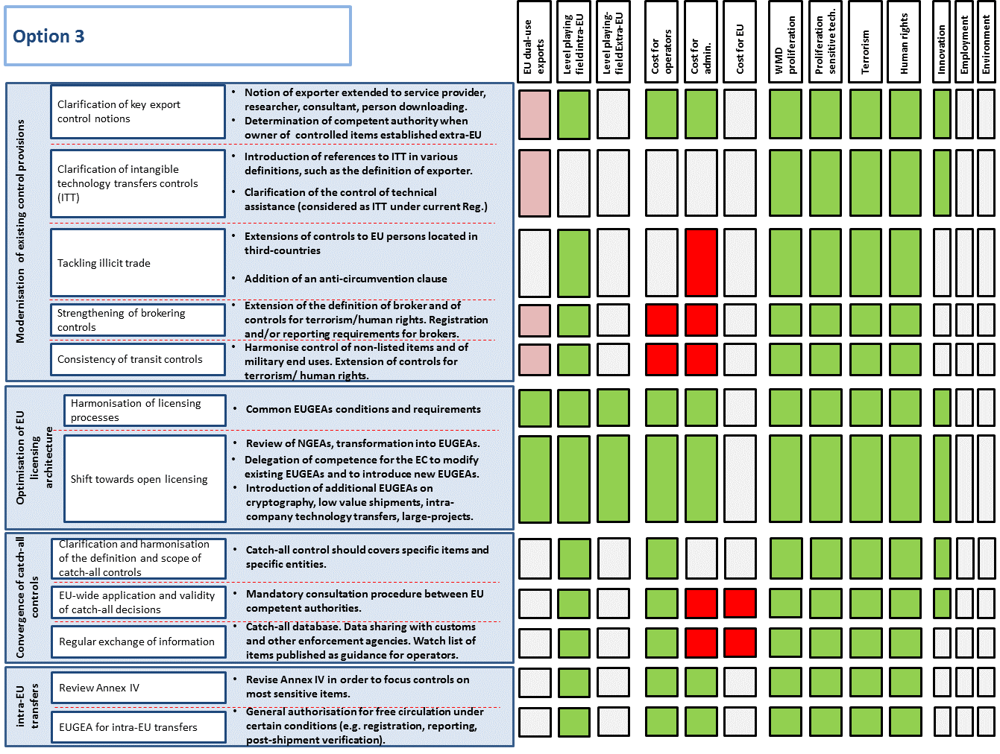 Option 3
EU dual-use
exports
Level playing
field intra-EU
Level playing-
field Extra-EU
Cost for
operators
Cost for
admin.
Cost for EU
WMD
proliferation
Proliferation
sensitive tech.
Terrorism
Human rights
Innovation
Employment
Environment
Modernisation of existing control provisions
Clarification of key export
control notions
• Notion of exporter extended to service provider,
researcher, consultant, person downloading.
• Determination of competent authority when
owner of controlled items established extra-EU
Clarification of intangible
technology transfers controls
(ITT)
• Introduction of references to ITT in various
definitions, such as the definition of exporter.
• Clarification of the control of technical
assistance (considered as ITT under current Reg.)
Tackling illicit trade
• Extensions of controls to EU persons located in
third-countries
• Addition of an anti-circumvention clause
Strengthening of brokering
controls
• Extension of the definition of broker and of
controls for terrorism/human rights. Registration
and/or reporting requirements for brokers.
Consistency of transit controls
• Harmonise control of non-listed items and of
military end uses. Extension of controls for
terrorism/ human rights.
Optimisation of EU
licensing
architecture
Harmonisation of licensing
processes
• Common EUGEAs conditions and requirements
Shift towards open licensing
• Review of NGEAs, transformation into EUGEAs.
• Delegation of competence for the EC to modify
existing EUGEAs and to introduce new EUGEAs.
• Introduction of additional EUGEAs on
cryptography, low value shipments, intra-
company technology transfers, large-projects.
Convergence of catch-all
controls
Clarification and harmonisation
of the definition and scope of
catch-all controls
• Catch-all control should covers specific items and
specific entities.
EU-wide application and validity
of catch-all decisions
• Mandatory consultation procedure between EU
competent authorities.
Regular exchange of information
• Catch-all database. Data sharing with customs
and other enforcement agencies. Watch list of
items published as guidance for operators.
intra-EU
transfers
Review Annex IV
• Revise Annex IV in order to focus controls on
most sensitive items.
EUGEA for intra-EU transfers
• General authorisation for free circulation under
certain conditions (e.g. registration, reporting,
post-shipment verification).